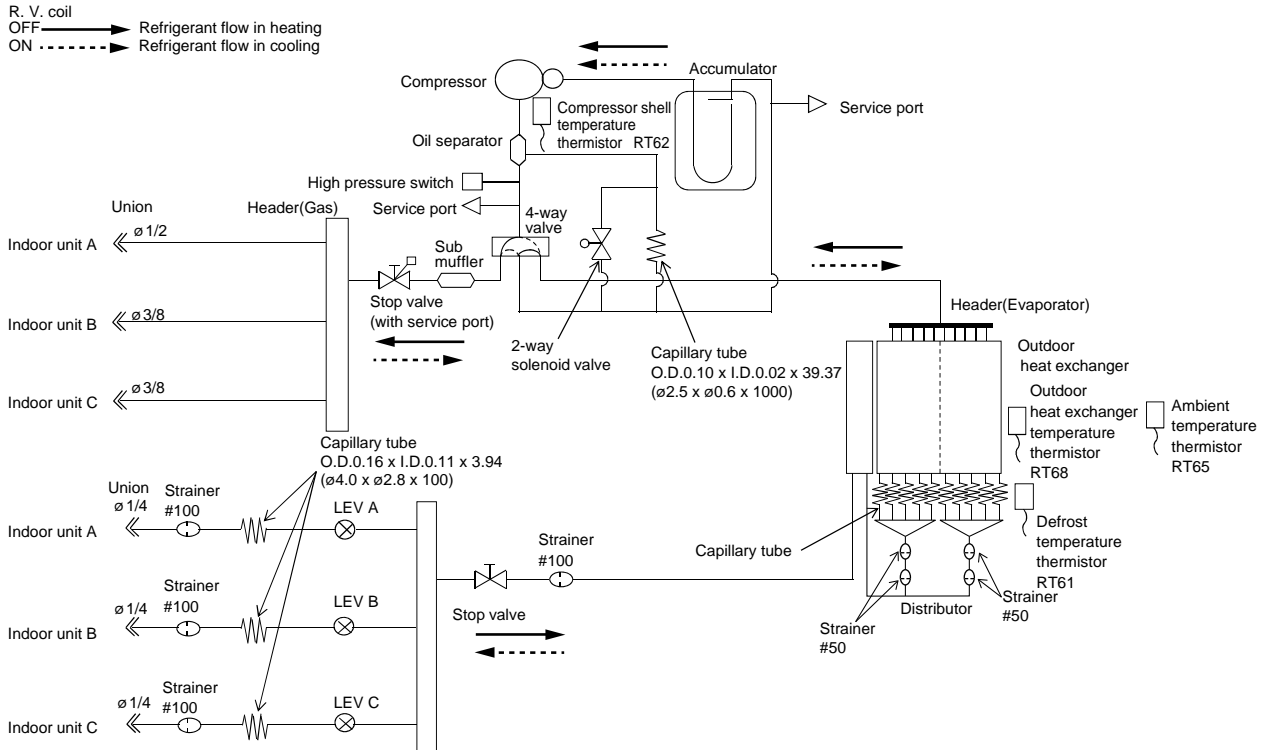 R. V. coil
OFF Refrigerant flow in heating
ON Refrigerant flow in cooling
Compressor
Accumulator
Service port
Compressor shell
temperature
thermistor RT62
Oil separator
High pressure switch
Service port
4-way
valve
Union
Header(Gas)
Indoor unit A
ø1/2
Sub
muffler
Stop valve
(with service port)
Indoor unit B
ø3/8
2-way
solenoid valve
Capillary tube
O.D.0.10 x I.D.0.02 x 39.37
(ø2.5 x ø0.6 x 1000)
Header(Evaporator)
Outdoor
heat exchanger
Outdoor
heat exchanger
temperature
thermistor
RT68
Ambient
temperature
thermistor
RT65
Indoor unit C
ø3/8
Capillary tube
O.D.0.16 x I.D.0.11 x 3.94
(ø4.0 x ø2.8 x 100)
Union
ø1/4
Strainer
#100
LEV A
Indoor unit A
Strainer
#100
Capillary tube
Defrost
temperature
thermistor
RT61
ø1/4
Strainer
#100
LEV B
Indoor unit B
Stop valve
Distributor
Strainer
#50
Strainer
#50
ø1/4
Strainer
#100
LEV C
Indoor unit C